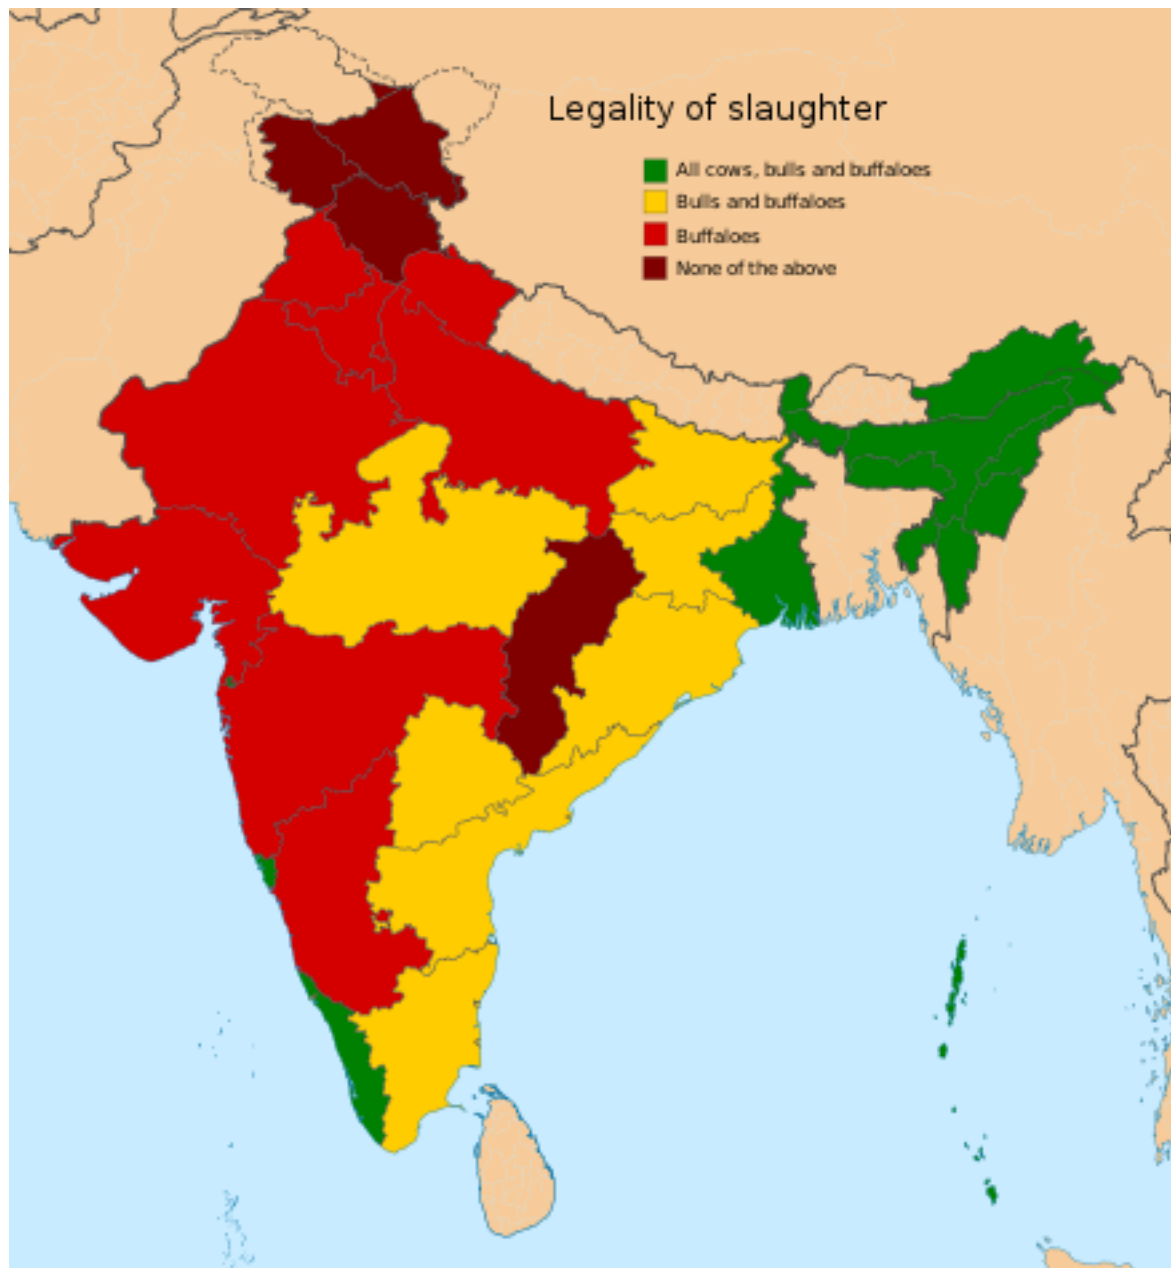 Legality of slaughter
All cows, bulls and buffaloes
Bulls and buffaloes
Buffaloes
None of the above